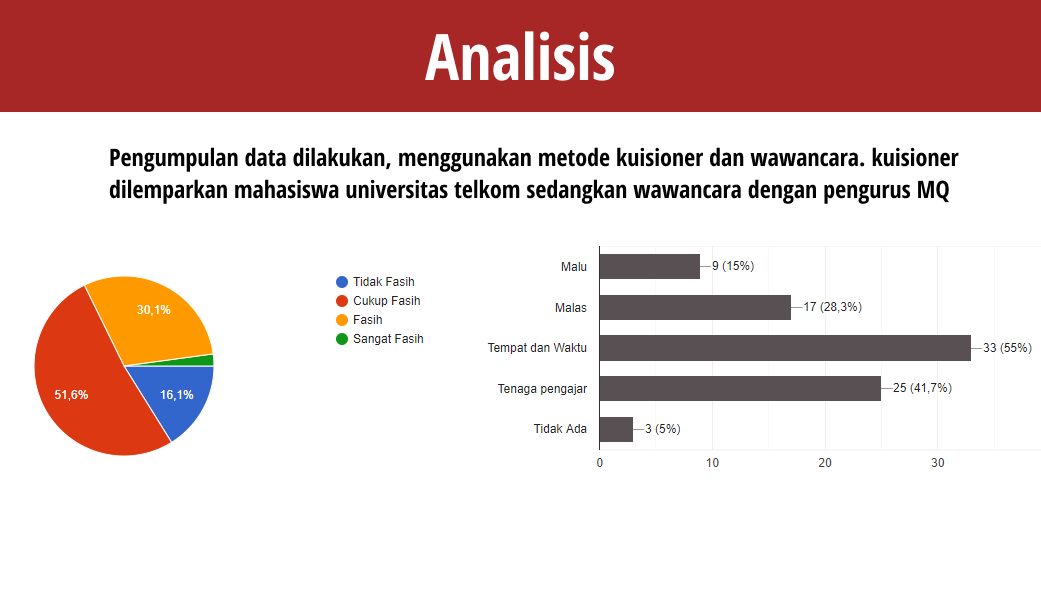 Analisis
Pengumpulan data dilakukan, menggunakan metode kuisioner dan wawancara. kuisioner
dilemparkan mahasiswa universitas telkom sedangkan wawancara dengan pengurus MQ
30,1%
51,6%
16,1%
Tidak Fasih
Cukup Fasih
Fasih
Sangat Fasih
Malu 9 (15%)
Malas 17 (28,3%)
Tempat dan Waktu 33 (55%)
Tenaga pengajar 25 (41,7%)
Tidak Ada 3 (5%)
0 10 20 30